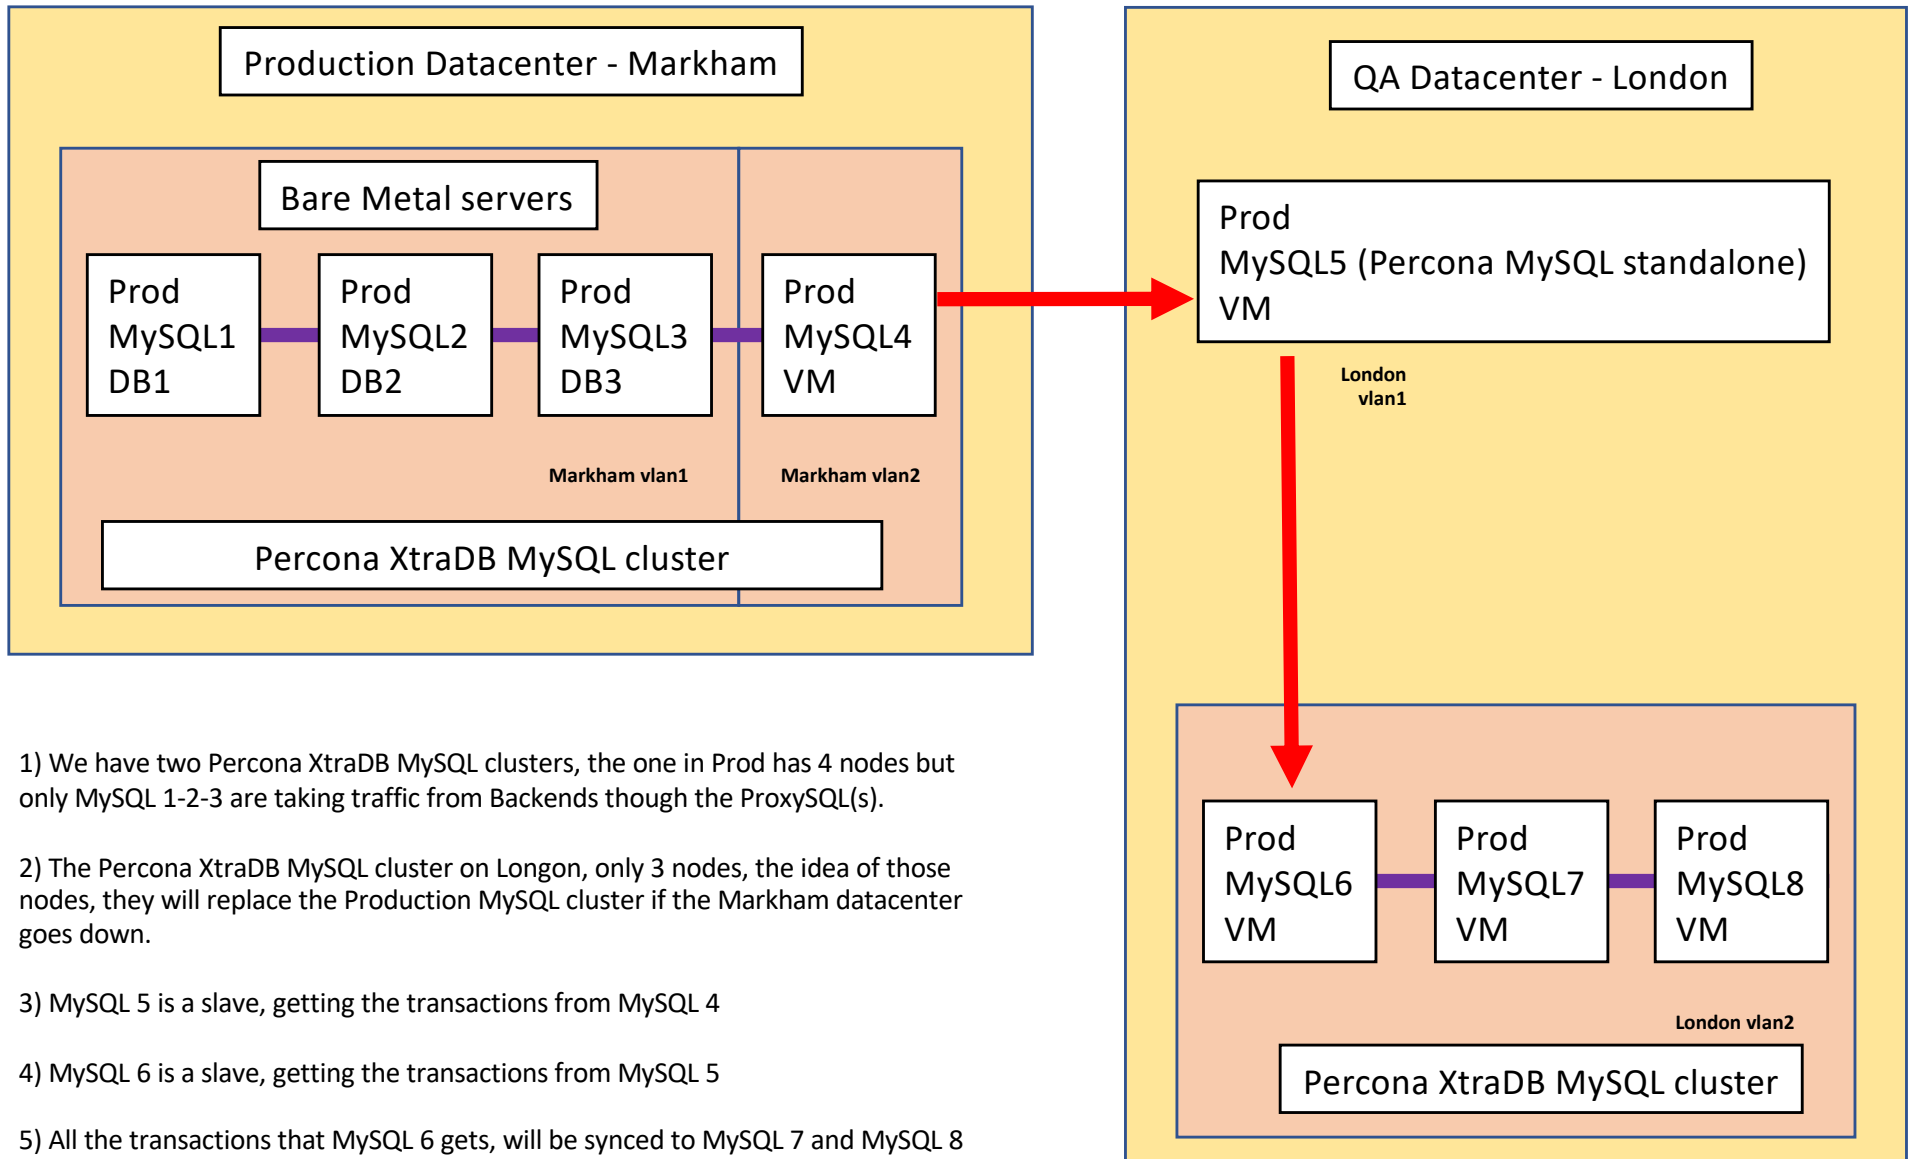 Production Datacenter - Markham
Bare Metal servers
Prod
MySQL1
DB1
Prod
MySQL2
DB2
Prod
MySQL3
DB3
Prod
MySQL4
VM
Markham vlan1
Markham vlan2
Percona XtraDB MySQL cluster
QA Datacenter - London
Prod
MySQL5 (Percona MySQL standalone)
VM
London
vlan1
Prod
MySQL6
VM
Prod
MySQL7
VM
Prod
MySQL8
VM
London vlan2
Percona XtraDB MySQL cluster
1) We have two Percona XtraDB MySQL clusters, the one in Prod has 4 nodes but
only MySQL 1-2-3 are taking traffic from Backends though the ProxySQL(s).
2) The Percona XtraDB MySQL cluster on Longon, only 3 nodes, the idea of those
nodes, they will replace the Production MySQL cluster if the Markham datacenter
goes down.
3) MySQL 5 is a slave, getting the transactions from MySQL 4
4) MySQL 6 is a slave, getting the transactions from MySQL 5
5) All the transactions that MySQL 6 gets, will be synced to MySQL 7 and MySQL 8